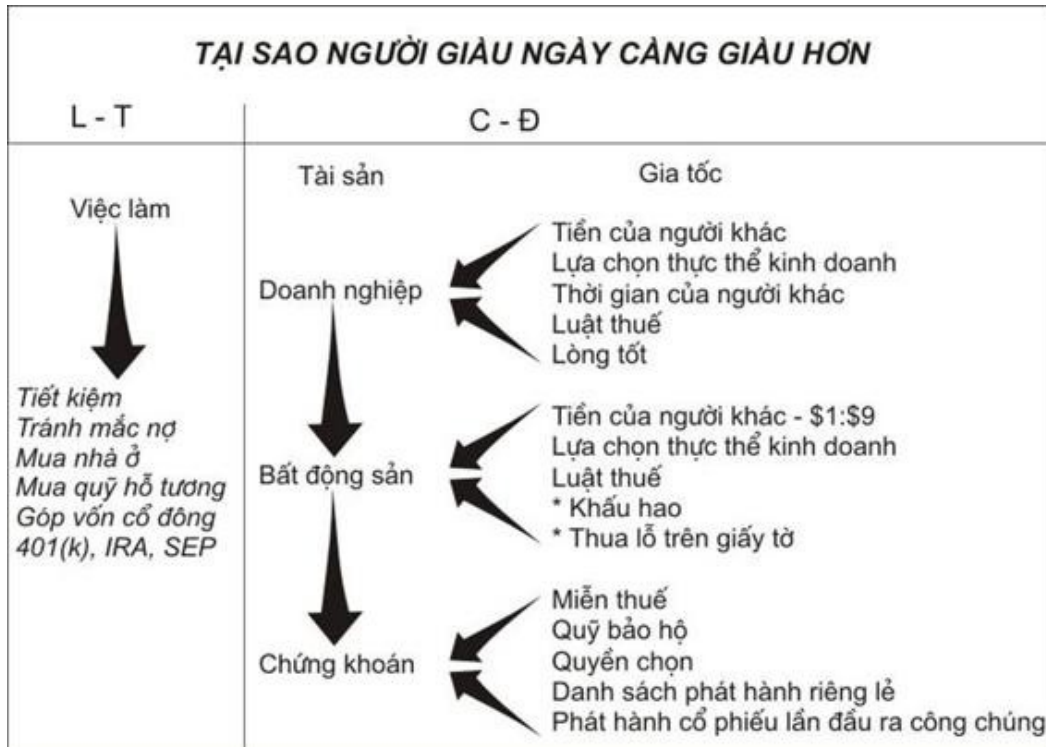 TẠI SAO NGƯỜI GIÀU NGÀY CÀNG GIÀU HƠN
L - T
C - Đ
Việc làm
Tiết kiệm
Tránh mắc nợ
Mua nhà ở
Mua quỹ hỗ tương
Góp vốn cổ đông
401(k), IRA, SEP
Tài sản
Gia tốc
Doanh nghiệp
Tiền của người khác
Lựa chọn thực thể kinh doanh
Thời gian của người khác
Luật thuế
Lòng tốt
Bất động sản
Tiền của người khác - $1:$9
Lựa chọn thực thể kinh doanh
Luật thuế
* Khấu hao
* Thua lỗ trên giấy tờ
Chứng khoán
Miễn thuế
Quỹ bảo hộ
Quyền chọn
Danh sách phát hành riêng lẻ
Phát hành cổ phiếu lần đầu ra công chúng